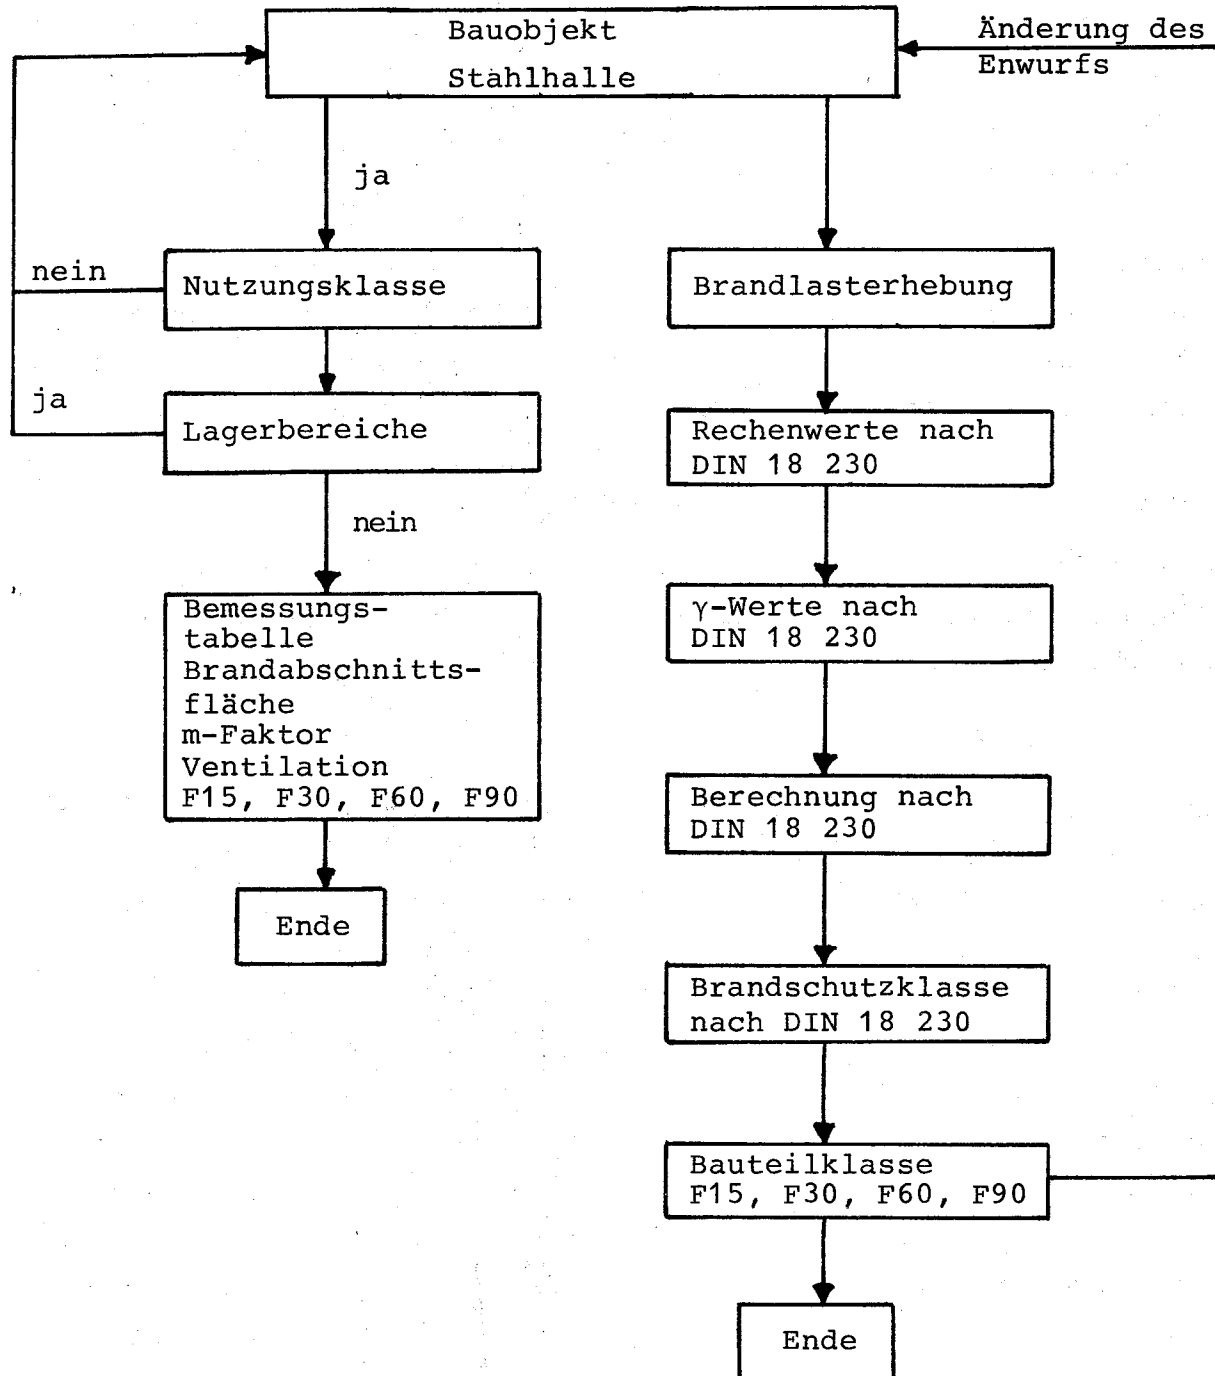 Bauobjekt
Stahlhalle
Änderung des
Enwurfs
ja
nein
Nutzungsklasse
ja
Lagerbereiche
nein
Bemessungs-
tabelle
Brandabschnitts-
fläche
m-Faktor
Ventilation
F15, F30, F60, F90
Ende
Brandlasterhebung
Rechenwerte nach
DIN 18 230
γ-Werte nach
DIN 18 230
Berechnung nach
DIN 18 230
Brandschutzklasse
nach DIN 18 230
Bauteilklasse
F15, F30, F60, F90
Ende